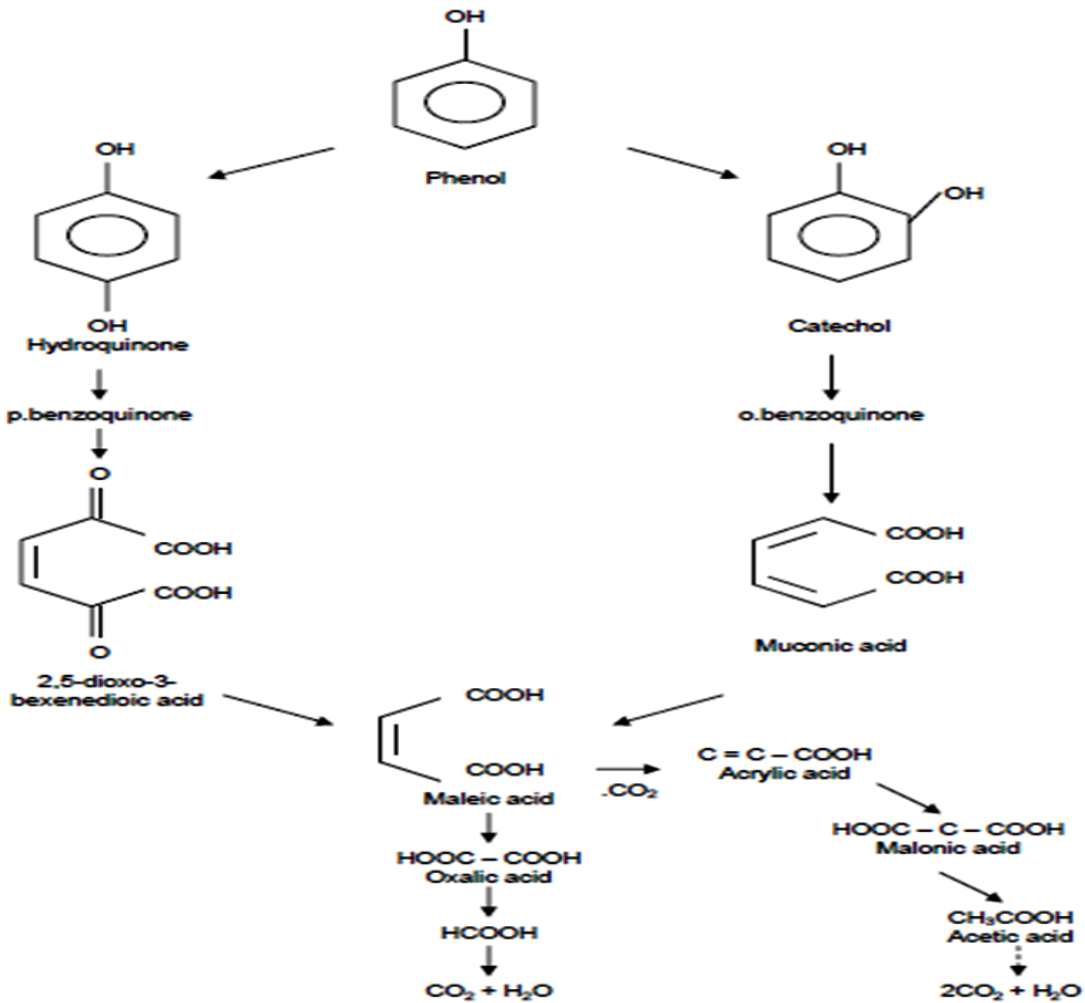 OH
Phenol
OH
OH
Hydroquinone
OH
OH
Catechol
p.benzoquinone
o.benzoquinone
O
COOH
COOH
O
2,5-dioxo-3-
bexenedioic acid
COOH
COOH
Muconic acid
COOH
COOH
Maleic acid
.CO₂
C = C – COOH
Acrylic acid
HOOC – C – COOH
Malonic acid
HOOC – COOH
Oxalic acid
HCOOH
CO₂ + H₂O
CH₃COOH
Acetic acid
2CO₂ + H₂O